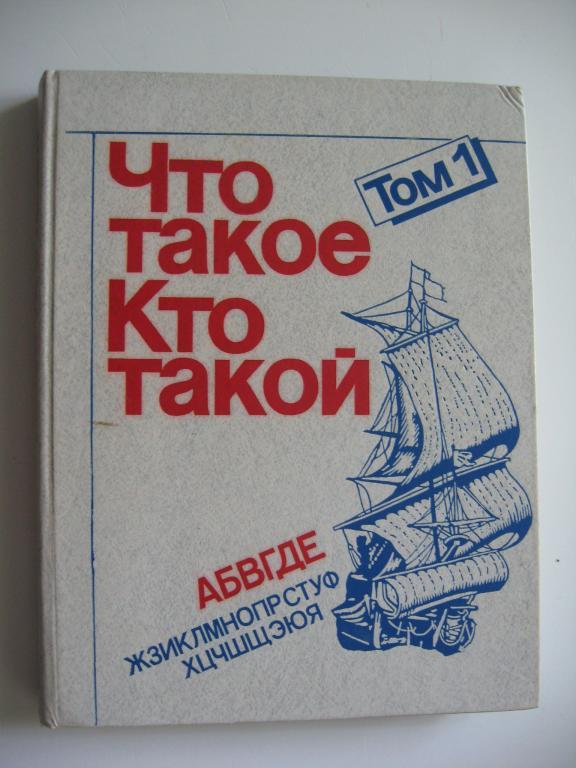 Что
Том 1
такое
Кто
такой
АБВГДЕ
ЖЗИКЛМНОПРСТУФ
ХЦЧШЩЭЮЯ